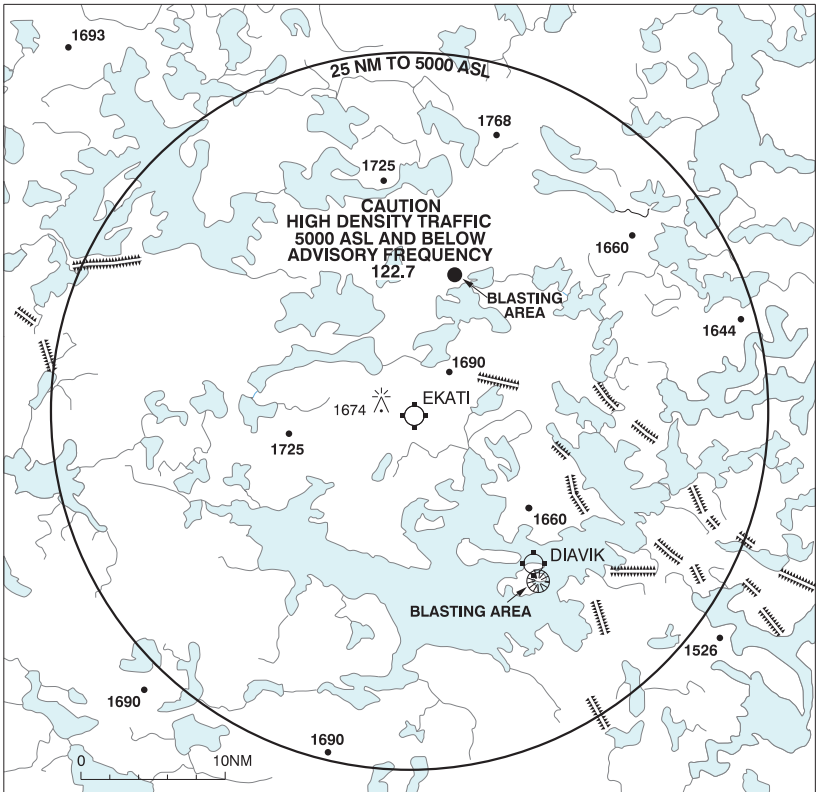 1693
25 NM TO 5000 ASL
1768
1725
CAUTION
HIGH DENSITY TRAFFIC
5000 ASL AND BELOW
ADVISORY FREQUENCY
122.7
1660
BLASTING
AREA
1644
1690
EKATI
1674
1725
1660
DIAVIK
BLASTING AREA
1526
1690
1690
0 10NM